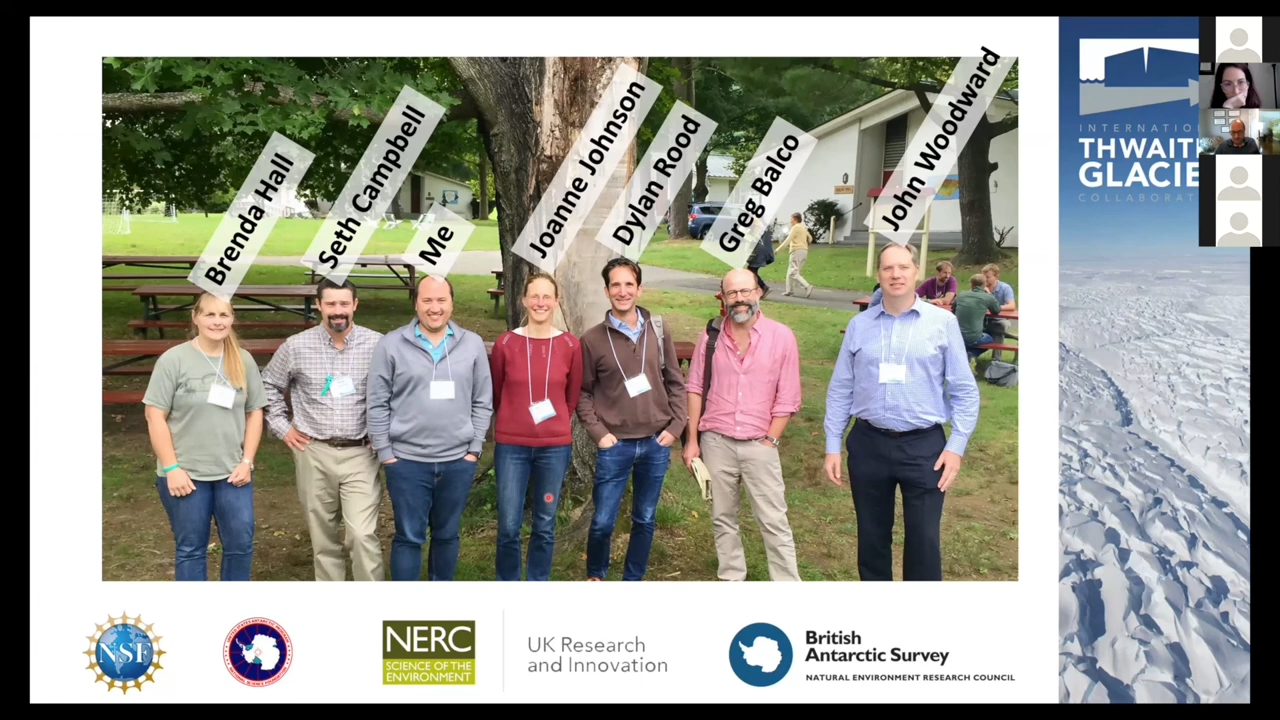 Brenda Hall
Seth Campbell
Me
Joanne Johnson
Dylan Rood
Greg Balco
John Woodward
INTERNATIO
THWAIT
GLACIE
COLLABORAT
NSF
NERC
SCIENCE OF THE
ENVIRONMENT
UK Research
and Innovation
British
Antarctic Survey
NATURAL ENVIRONMENT RESEARCH COUNCIL